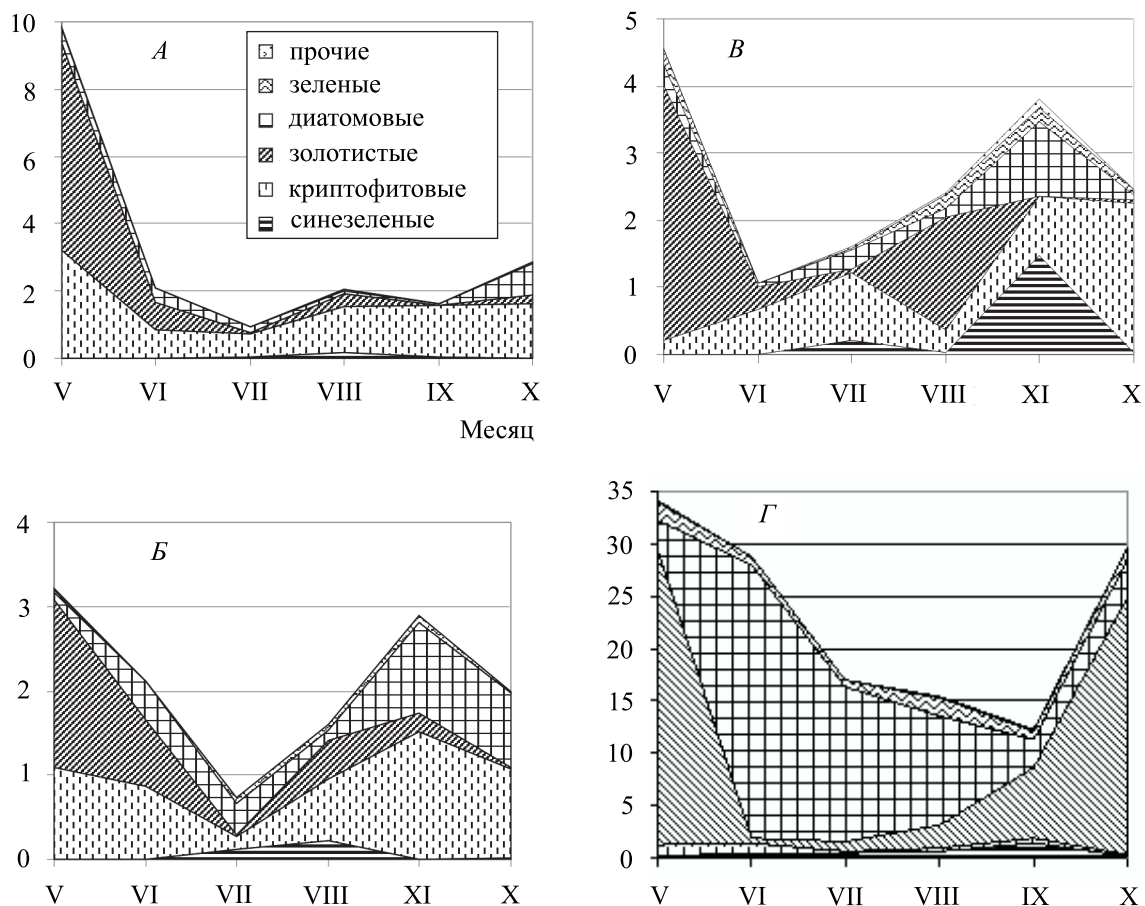 А
10
8
6
4
2
0
прочие
зеленые
диатомовые
золотистые
криптофитовые
синезеленые
V VI VII VIII IX X
Месяц
В
5
4
3
2
1
0
V VI VII VIII XI X
Б
4
3
2
1
0
V VI VII VIII XI X
Г
35
30
25
20
15
10
5
0
V VI VII VIII IX X